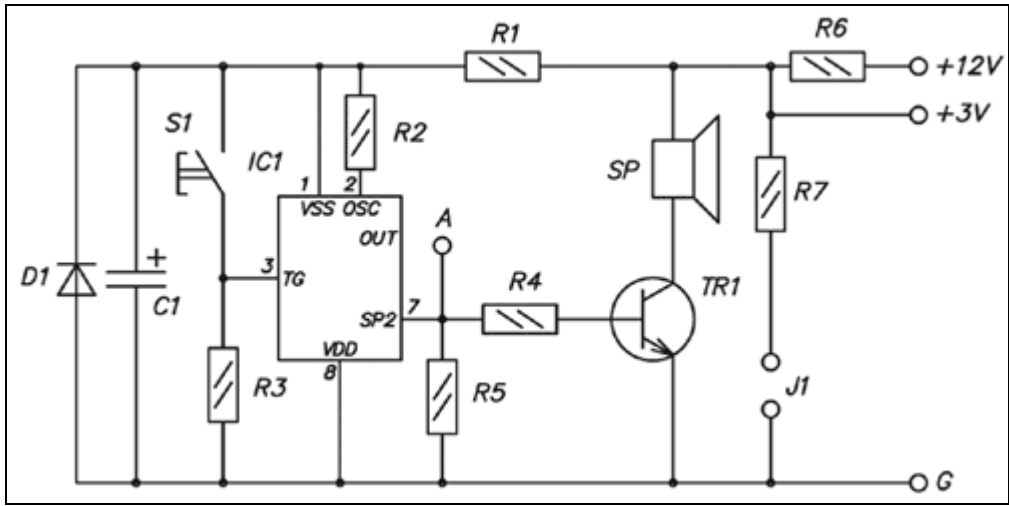 R1
R6
+12V
+3V
S1
IC1
R2
SP
R7
1
2
VSS
OSC
OUT
A
D1
+
C1
3
TG
R4
TR1
SP2
7
VDD
8
R3
R5
J1
G